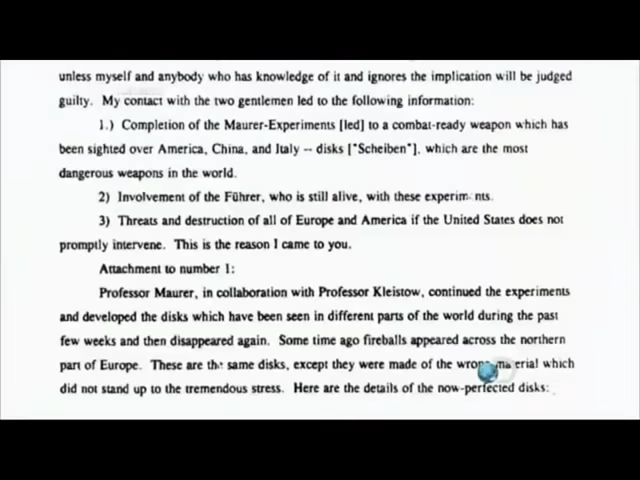 unless myself and anybody who has knowledge of it and ignores the implication will be judged
guilty. My contact with the two gentlemen led to the following information:
1.) Completion of the Maurer-Experiments [led] to a combat-ready weapon which has
been sighted over America, China, and Italy -- disks ["Scheiben"], which are the most
dangerous weapons in the world.
2) Involvement of the Führer, who is still alive, with these experiments.
3) Threats and destruction of all of Europe and America if the United States does not
promptly intervene. This is the reason I came to you.
Attachment to number 1:
Professor Maurer, in collaboration with Professor Kleistow, continued the experiments
and developed the disks which have been seen in different parts of the world during the past
few weeks and then disappeared again. Some time ago fireballs appeared across the northern
part of Europe. These are the same disks, except they were made of the wrong material which
did not stand up to the tremendous stress. Here are the details of the now-perfected disks: